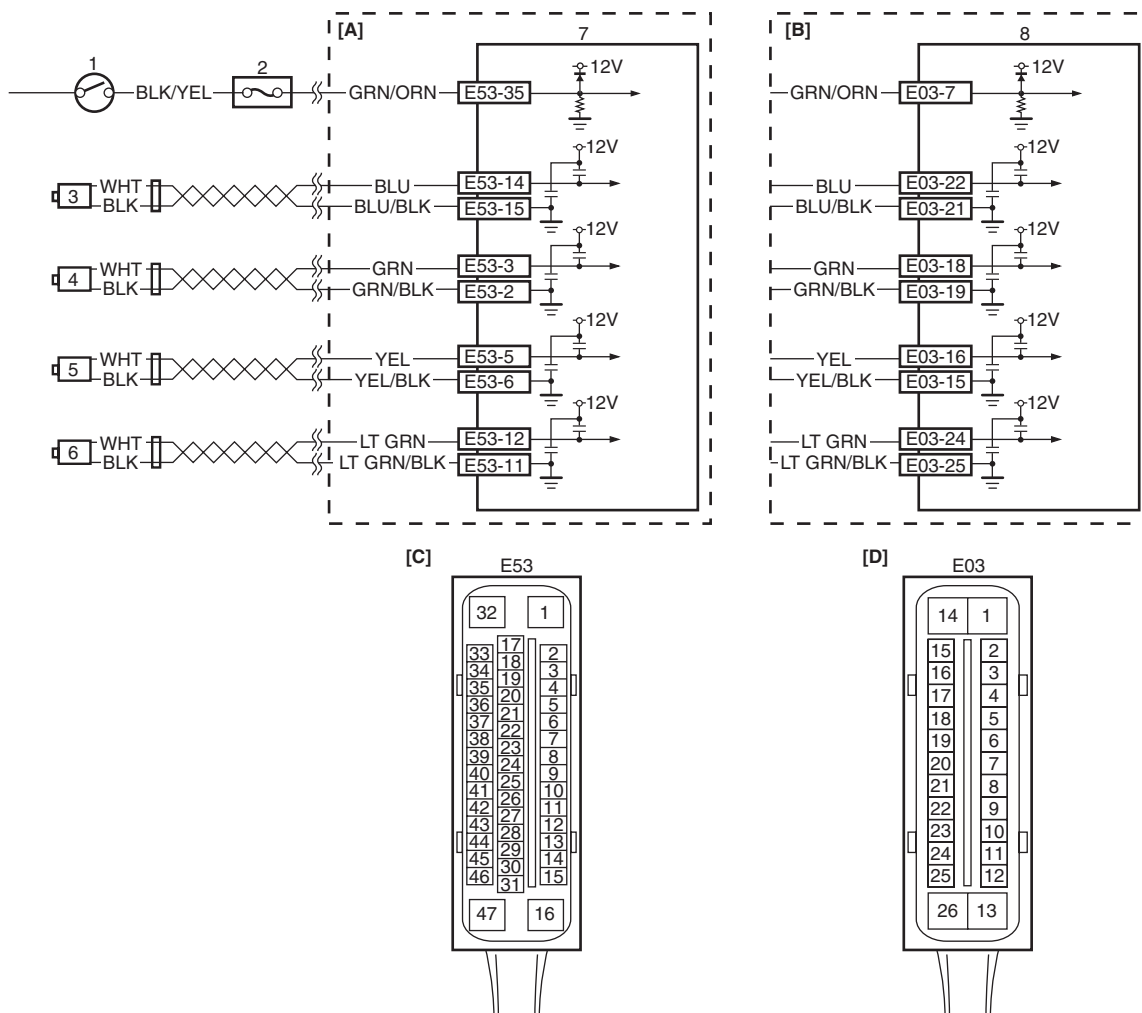 [A]
7
[B]
8
1
BLK/YEL
2
GRN/ORN
E53-35
12V
GRN/ORN
E03-7
12V
3
WHT
BLK
BLU
BLU/BLK
E53-14
E53-15
12V
BLU
BLU/BLK
E03-22
E03-21
12V
4
WHT
BLK
GRN
GRN/BLK
E53-3
E53-2
12V
GRN
GRN/BLK
E03-18
E03-19
12V
5
WHT
BLK
YEL
YEL/BLK
E53-5
E53-6
12V
YEL
YEL/BLK
E03-16
E03-15
12V
6
WHT
BLK
LT GRN
LT GRN/BLK
E53-12
E53-11
12V
LT GRN
LT GRN/BLK
E03-24
E03-25
12V
[C]
E53
32
1
33
34
35
36
37
38
39
40
41
42
43
44
45
46
17
18
19
20
21
22
23
24
25
26
27
28
29
30
31
2
3
4
5
6
7
8
9
10
11
12
13
14
15
47
16
[D]
E03
14
1
15
16
17
18
19
20
21
22
23
24
25
2
3
4
5
6
7
8
9
10
11
12
26
13